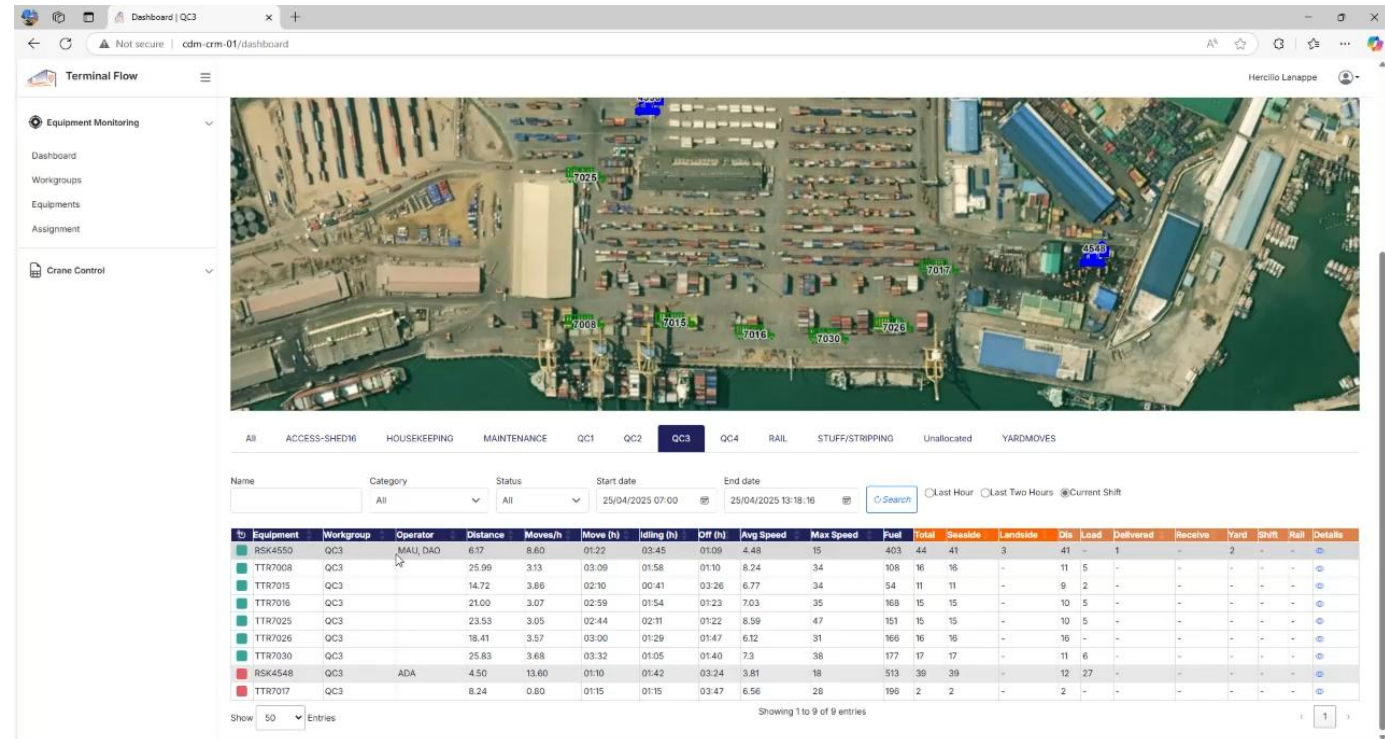 Dashboard | QC3
Not secure | cdm-crm-01/dashboard
Terminal Flow
Hercilio Lanappe
Equipment Monitoring
Dashboard
Workgroups
Equipments
Assignment
Crane Control
7025
4548
7017
7008
7015
7016
7030
7026
All ACCESS-SHED16 HOUSEKEEPING MAINTENANCE QC1 QC2 QC3 QC4 RAIL STUFF/STRIPPING Unallocated YARDMOVES
Name Category Status Start date End date
All All 25/04/2025 07:00 25/04/2025 13:18:16 Search Last Hour Last Two Hours Current Shift
Equipment Workgroup Operator Distance Moves/h Move (h) Idling (h) Off (h) Avg Speed Max Speed Fuel Total Seaside Landside Dis Load Delivered Receive Yard Shift Rail Details
RSK4550 QC3 MAU, DAO 6.17 8.60 01:22 03:45 01:09 4.48 15 403 44 41 3 41 - 1 - 2 - -
TTR7008 QC3 25.99 3.13 03:09 01:58 01:10 8.24 34 108 16 16 - 11 5 - - - - -
TTR7015 QC3 14.72 3.86 02:10 00:41 03:26 6.77 34 54 11 11 - 9 2 - - - - -
TTR7016 QC3 21.00 3.07 02:59 01:54 01:23 7.03 35 168 15 15 - 10 5 - - - - -
TTR7025 QC3 23.53 3.05 02:44 02:11 01:22 8.59 47 151 15 15 - 10 5 - - - - -
TTR7026 QC3 18.41 3.57 03:00 01:29 01:47 6.12 31 166 16 16 - 16 - - - - - -
TTR7030 QC3 25.83 3.68 03:32 01:05 01:40 7.3 38 177 17 17 - 11 6 - - - - -
RSK4548 QC3 ADA 4.50 13.60 01:10 01:42 03:24 3.81 18 513 39 39 - 12 27 - - - - -
TTR7017 QC3 8.24 0.80 01:15 01:15 03:47 6.56 28 196 2 2 - 2 - - - - - -
Show 50 Entries Showing 1 to 9 of 9 entries 1